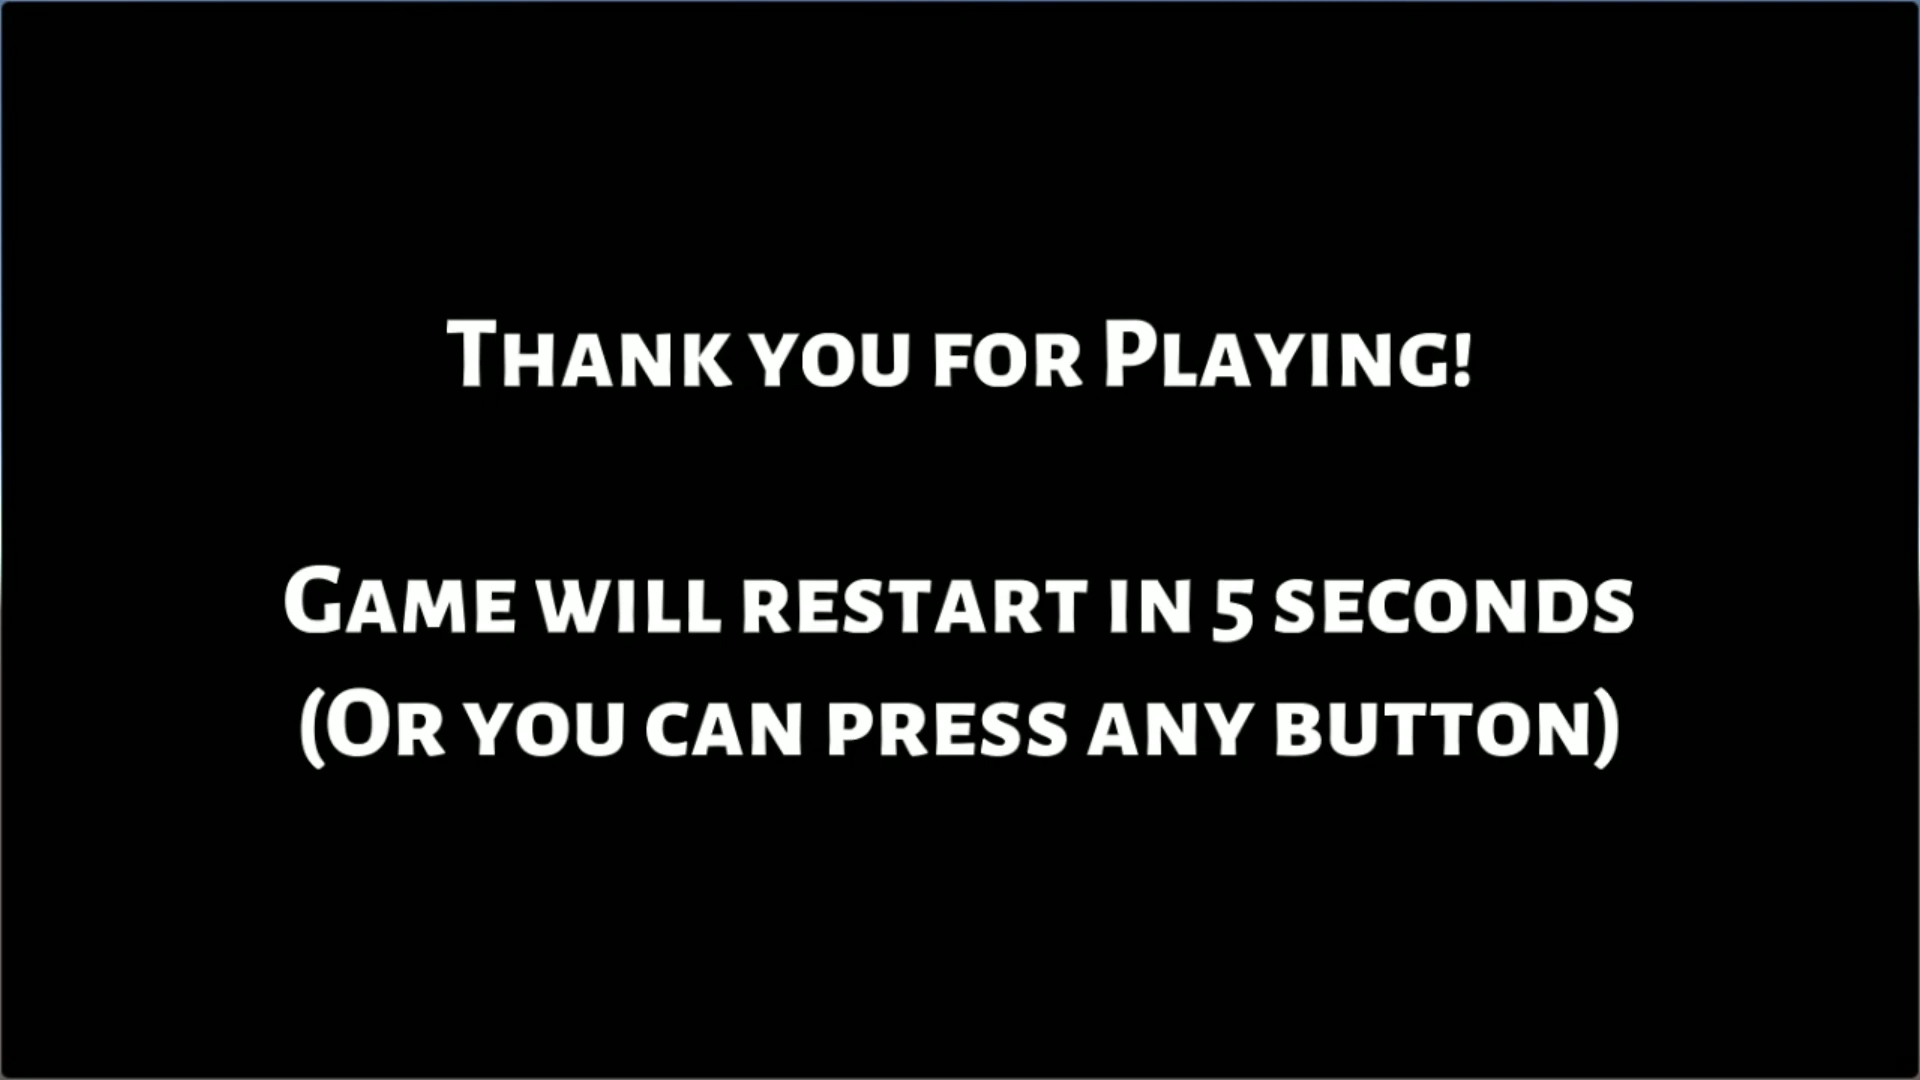 Thank you for Playing!
Game will restart in 5 seconds
(Or you can press any button)